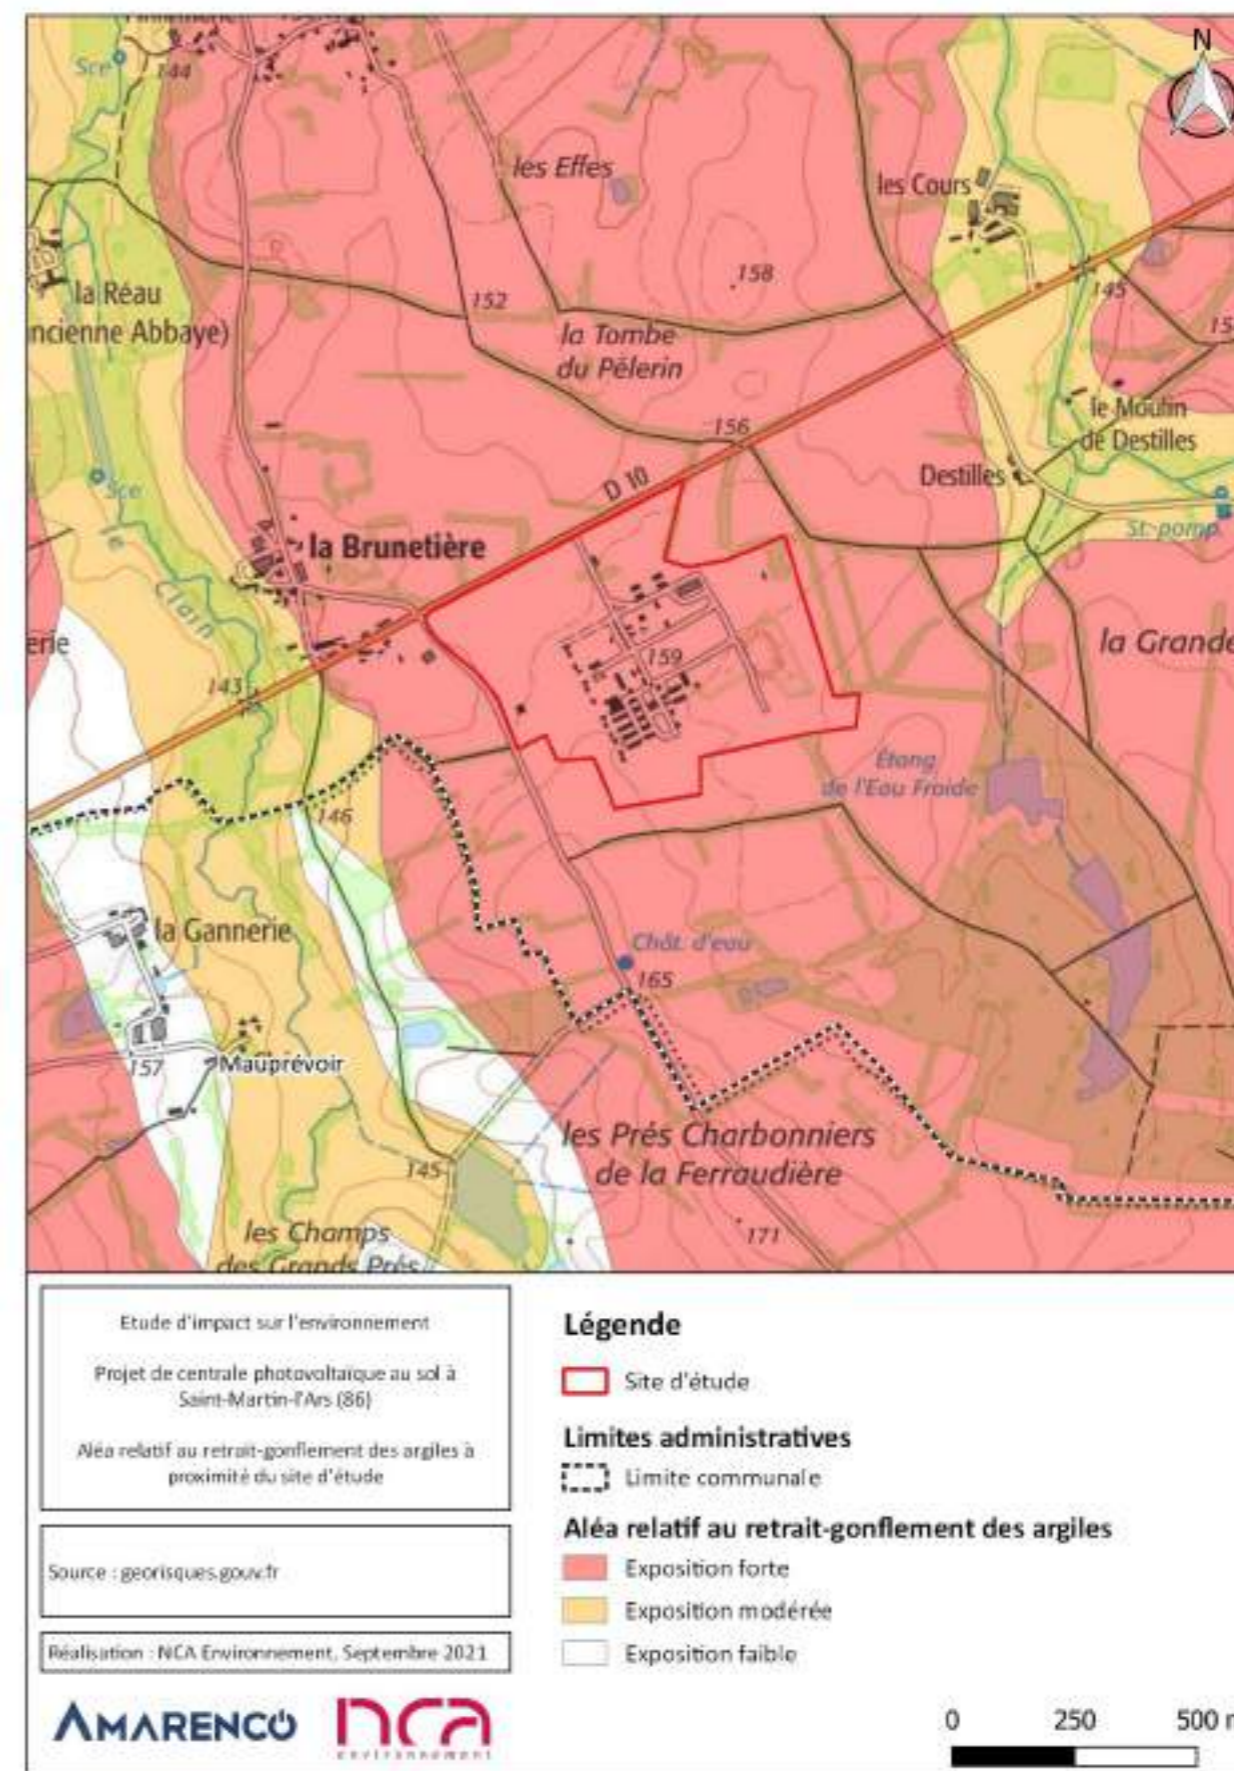 N
Sce
144
les Effes
les Cours
158
145
la Réau
152
la Tombe
ncienne Abbaye)
du Pèlerin
le Moulin
de Destilles
156
D 10
Destilles
Sce
St. pomp.
la Brunetière
le
Clain
erie
la Grande
159
143
Étang
de l'Eau Froide
146
la Gannerie
Chât. d'eau
165
157
Mauprévoir
les Prés Charbonniers
de la Ferraudière
145
171
les Champs
des Grands Prés
Etude d'impact sur l'environnement
Projet de centrale photovoltaïque au sol à
Saint-Martin-l'Ars (86)
Aléa relatif au retrait-gonflement des argiles à
proximité du site d'étude
Source : georisques.gouv.fr
Réalisation : NCA Environnement, Septembre 2021
Légende
Site d'étude
Limites administratives
Limite communale
Aléa relatif au retrait-gonflement des argiles
Exposition forte
Exposition modérée
Exposition faible
AMARENCO
nca
environnement
0 250 500 m